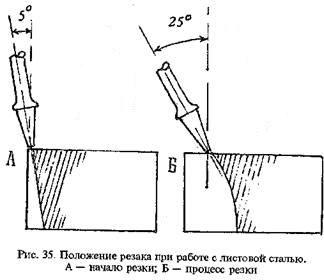 5°
25°
А
Б
Рис. 35. Положение резака при работе с листовой сталью.
А — начало резки; Б — процесс резки